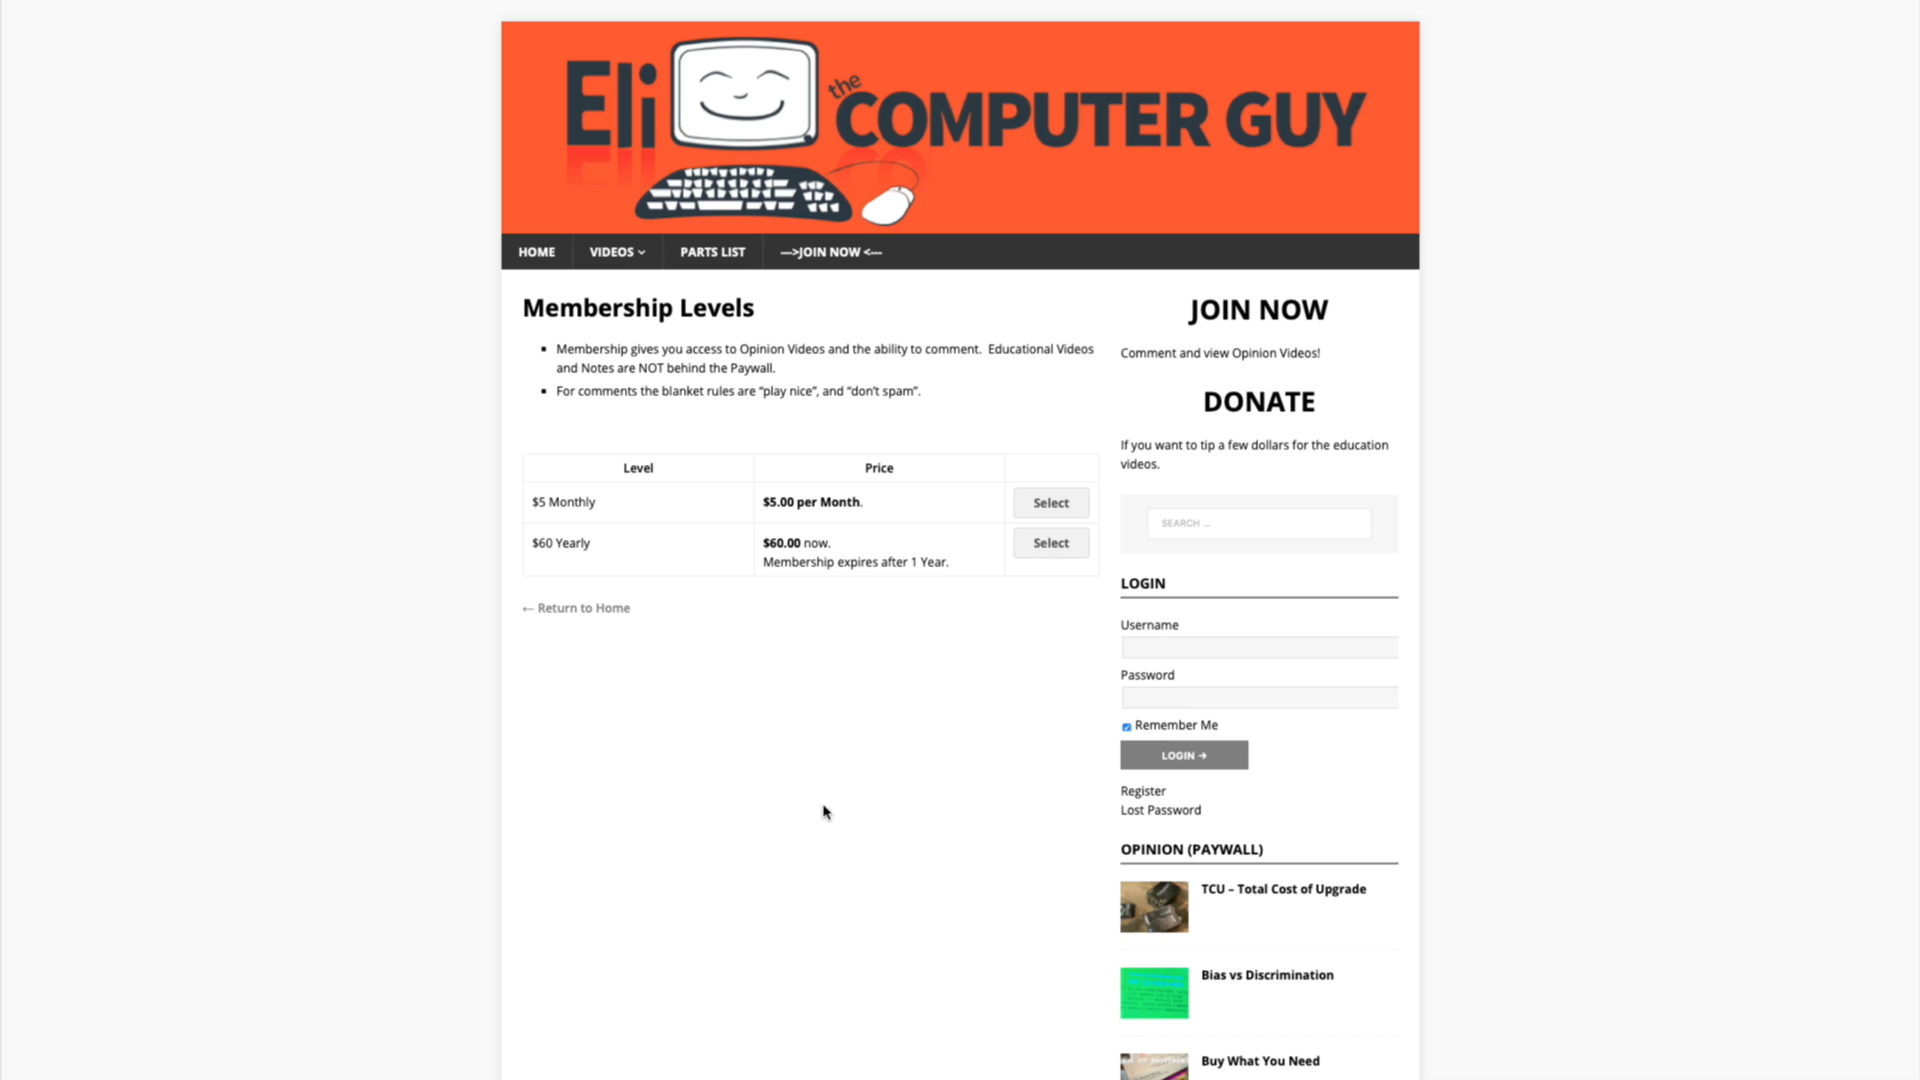 Eli the COMPUTER GUY
HOME
VIDEOS
PARTS LIST
--->JOIN NOW <---
Membership Levels
Membership gives you access to Opinion Videos and the ability to comment. Educational Videos
and Notes are NOT behind the Paywall.
For comments the blanket rules are “play nice”, and “don’t spam”.
Level
Price
$5 Monthly
$5.00 per Month.
Select
$60 Yearly
$60.00 now.
Membership expires after 1 Year.
Select
← Return to Home
JOIN NOW
Comment and view Opinion Videos!
DONATE
If you want to tip a few dollars for the education
videos.
SEARCH ...
LOGIN
Username
Password
Remember Me
LOGIN →
Register
Lost Password
OPINION (PAYWALL)
TCU – Total Cost of Upgrade
Bias vs Discrimination
Buy What You Need